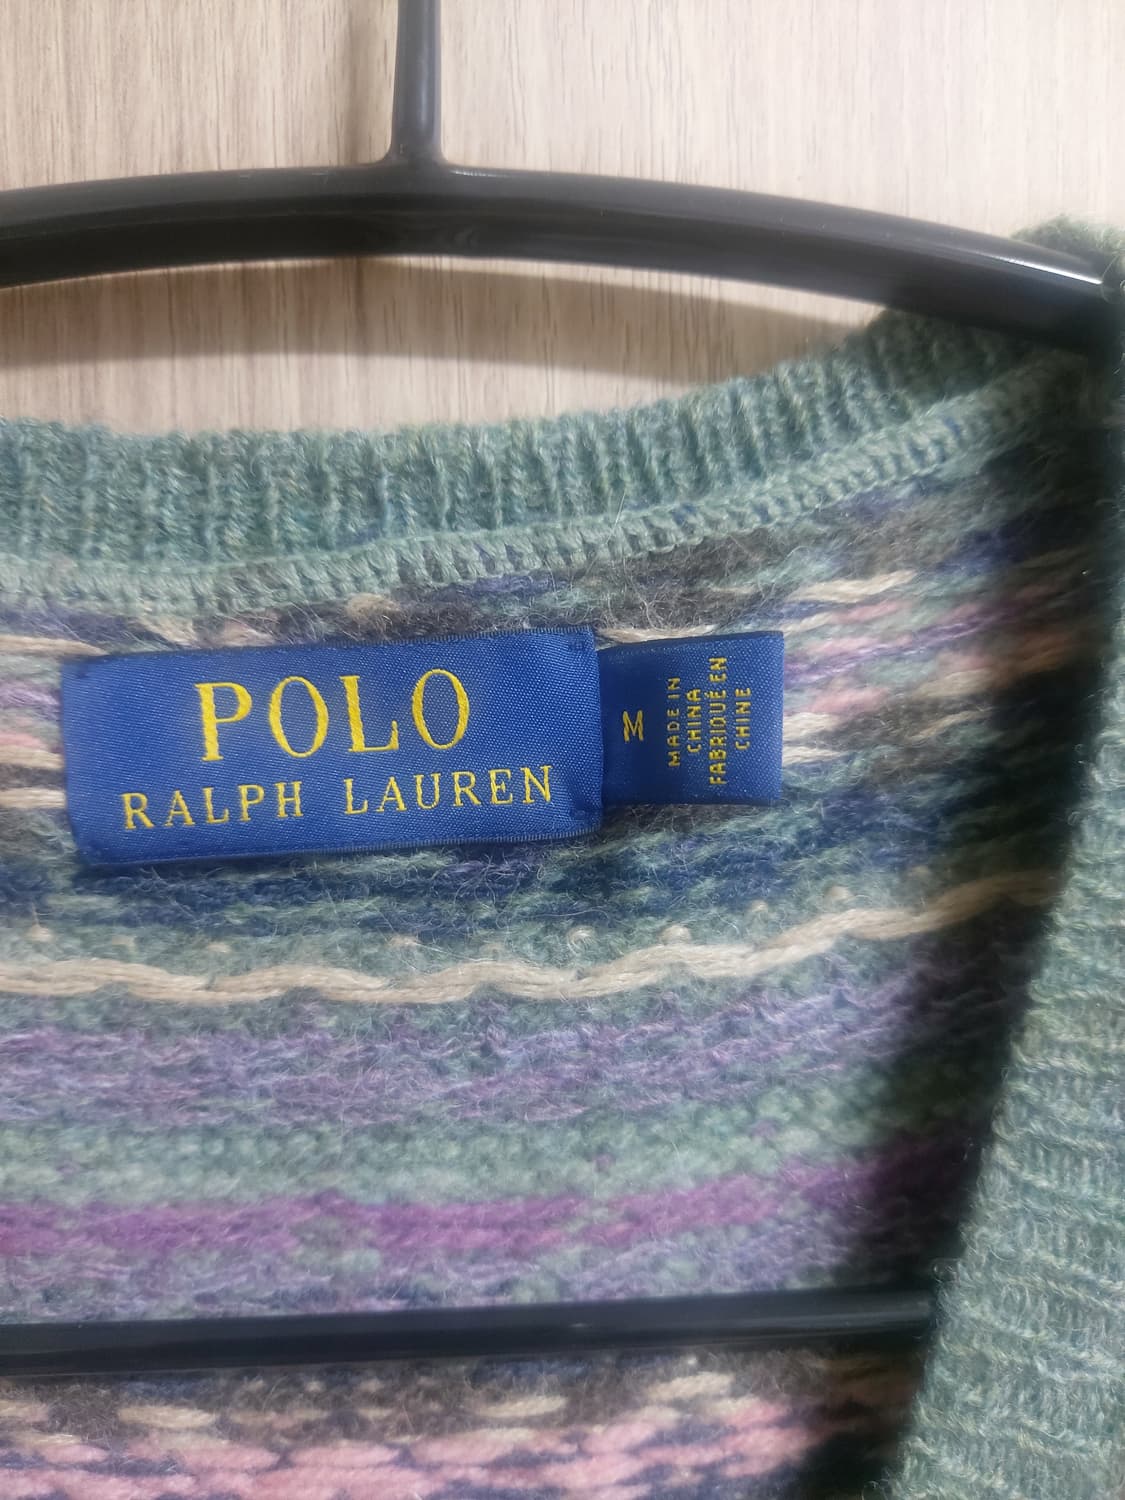 POLO
RALPH LAUREN
M
MADE IN
CHINA
FABRIQUÉ EN
CHINE